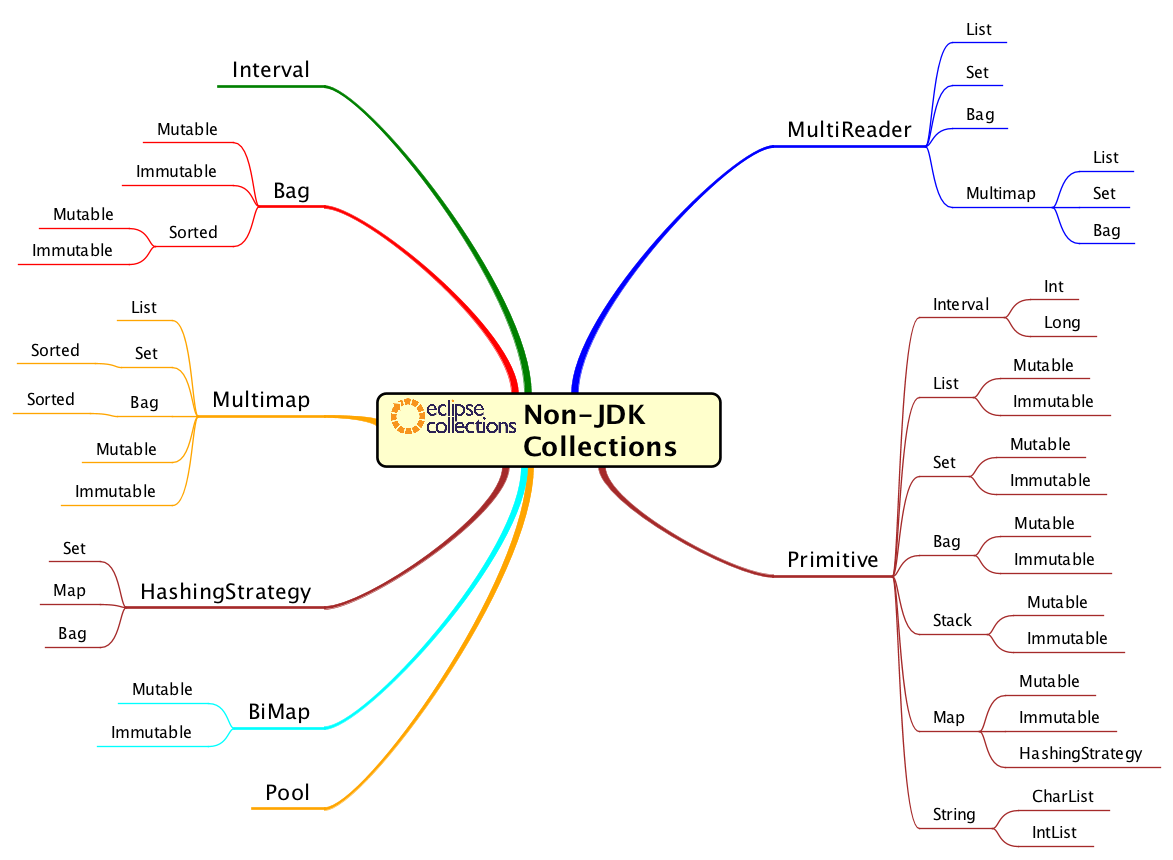 eclipse
collections
Non-JDK
Collections
Interval
Bag
Mutable
Immutable
Sorted
Mutable
Immutable
Multimap
List
Set
Sorted
Bag
Sorted
Mutable
Immutable
HashingStrategy
Set
Map
Bag
BiMap
Mutable
Immutable
Pool
MultiReader
List
Set
Bag
Multimap
List
Set
Bag
Primitive
Interval
Int
Long
List
Mutable
Immutable
Set
Mutable
Immutable
Bag
Mutable
Immutable
Stack
Mutable
Immutable
Map
Mutable
Immutable
HashingStrategy
String
CharList
IntList